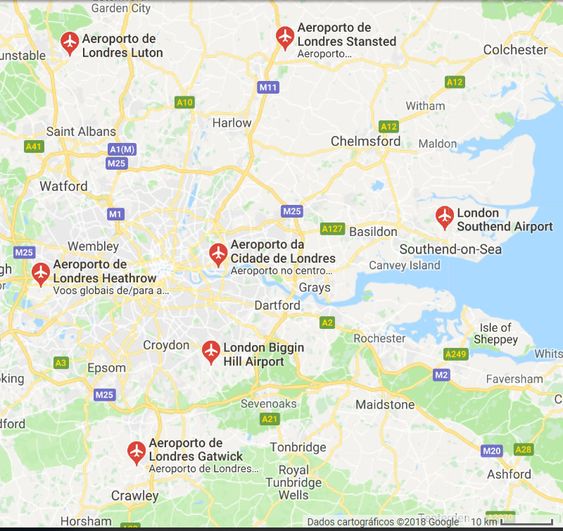 Garden City
Aeroporto de
Londres Luton
Aeroporto de
Londres Stansted
Aeroporto...
Colchester
unstable
M11
A12
A10
Witham
Harlow
A12
Saint Albans
Chelmsford
Maldon
A41
A1(M)
M25
Watford
M1
M25
London
Southend Airport
A127
Basildon
Wembley
Aeroporto da
Cidade de Londres
Aeroporto no centro...
Southend-on-Sea
M25
gh
Aeroporto de
Londres Heathrow
Voos globais de/para a...
Canvey Island
Grays
Dartford
A2
Isle of
Sheppey
Rochester
Croydon
London Biggin
Hill Airport
A249
Whits
A3
Epsom
M2
Faversham
king
M25
Sevenoaks
Maidstone
A21
dford
Aeroporto de
Londres Gatwick
Aeroporto de Londres...
Tonbridge
M20
A28
Royal
Tunbridge
Wells
Ashford
Crawley
Horsham
Dados cartográficos ©2018 Google
10 km